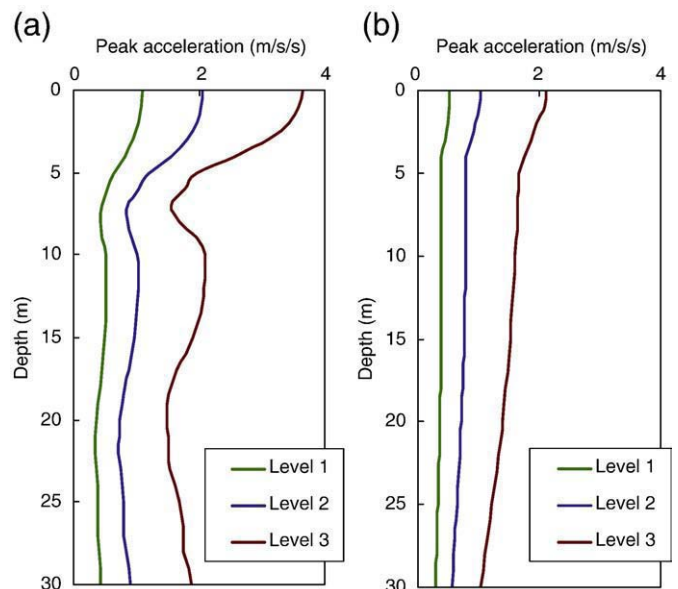 (a)
Peak acceleration (m/s/s)
0 2 4
0
5
10
15
20
25
30
Depth (m)
Level 1
Level 2
Level 3
(b)
Peak acceleration (m/s/s)
0 2 4
0
5
10
15
20
25
30
Depth (m)
Level 1
Level 2
Level 3